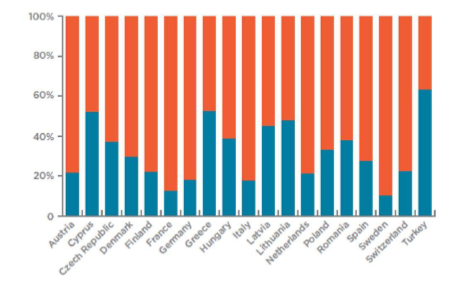 100%
80%
60%
40%
20%
0
Austria
Cyprus
Czech Republic
Denmark
Finland
France
Germany
Greece
Hungary
Italy
Latvia
Lithuania
Netherlands
Poland
Romania
Spain
Sweden
Switzerland
Turkey